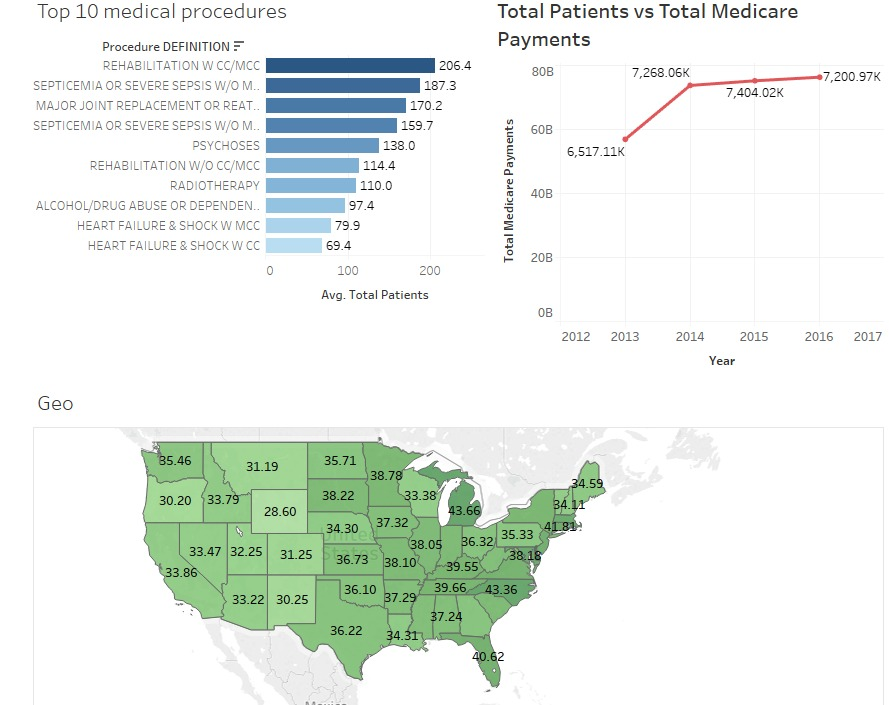 Top 10 medical procedures
Procedure DEFINITION
REHABILITATION W CC/MCC 206.4
SEPTICEMIA OR SEVERE SEPSIS W/O M.. 187.3
MAJOR JOINT REPLACEMENT OR REAT.. 170.2
SEPTICEMIA OR SEVERE SEPSIS W/O M.. 159.7
PSYCHOSES 138.0
REHABILITATION W/O CC/MCC 114.4
RADIOTHERAPY 110.0
ALCOHOL/DRUG ABUSE OR DEPENDEN.. 97.4
HEART FAILURE & SHOCK W MCC 79.9
HEART FAILURE & SHOCK W CC 69.4
0 100 200
Avg. Total Patients
Total Patients vs Total Medicare
Payments
Total Medicare Payments
80B
60B
40B
20B
0B
6,517.11K
7,268.06K
7,404.02K
7,200.97K
2012 2013 2014 2015 2016 2017
Year
Geo
35.46 31.19 35.71 38.78 34.59
30.20 33.79 28.60 38.22 33.38 43.66 34.11
33.47 32.25 31.25 34.30 37.32 38.05 36.32 35.33 41.81
33.86 36.73 38.10 39.55 38.18
33.22 30.25 36.10 37.29 39.66 43.36
36.22 34.31 37.24
40.62
United
States
Mexico